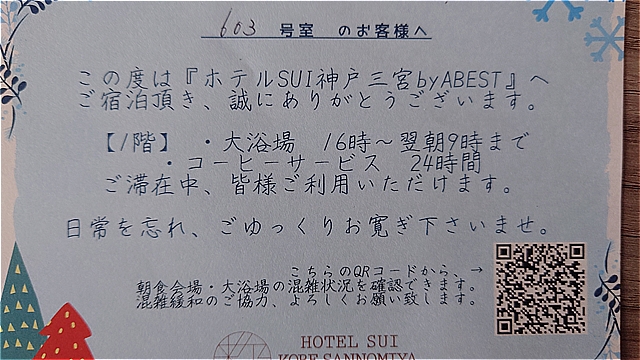 603 号室 のお客様へ
この度は『ホテルSUI神戸三宮byABEST』へ
ご宿泊頂き、誠にありがとうございます。
【1階】 ・大浴場 16時～翌朝9時まで
・コーヒーサービス 24時間
ご滞在中、皆様ご利用いただけます。
日常を忘れ、ごゆっくりお寛ぎ下さいませ。
こちらのQRコードから、→
朝食会場・大浴場の混雑状況を確認できます。
混雑緩和のご協力、よろしくお願い致します。
HOTEL SUI
KOBE SANNOMIYA